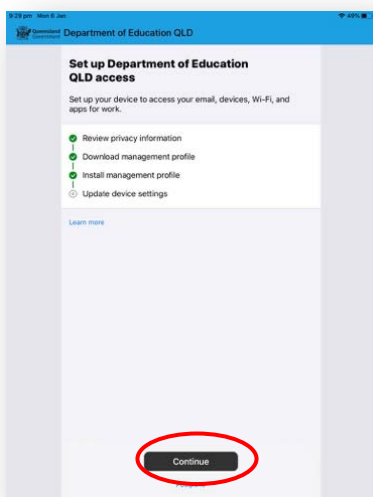 9:29 pm Mon 6 Jan
49%
Queensland
Government
Department of Education QLD
Set up Department of Education
QLD access
Set up your device to access your email, devices, Wi-Fi, and
apps for work.
Review privacy information
Download management profile
Install management profile
Update device settings
Learn more
Continue